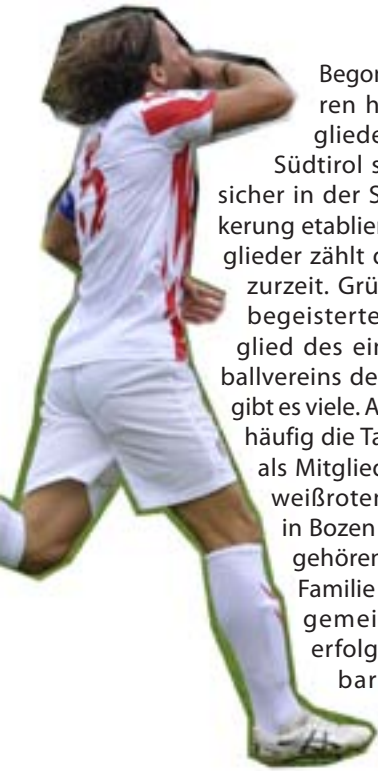 Begon
ren h
gliede
Südtirol s
sicher in der S
kerung etablier
glieder zählt d
zurzeit. Grü
begeisterte
glied des ein
ballvereins de
gibt es viele. A
häufig die Ta
als Mitglied
weißroten
in Bozen
gehören
Familie
gemei
erfolg
bar